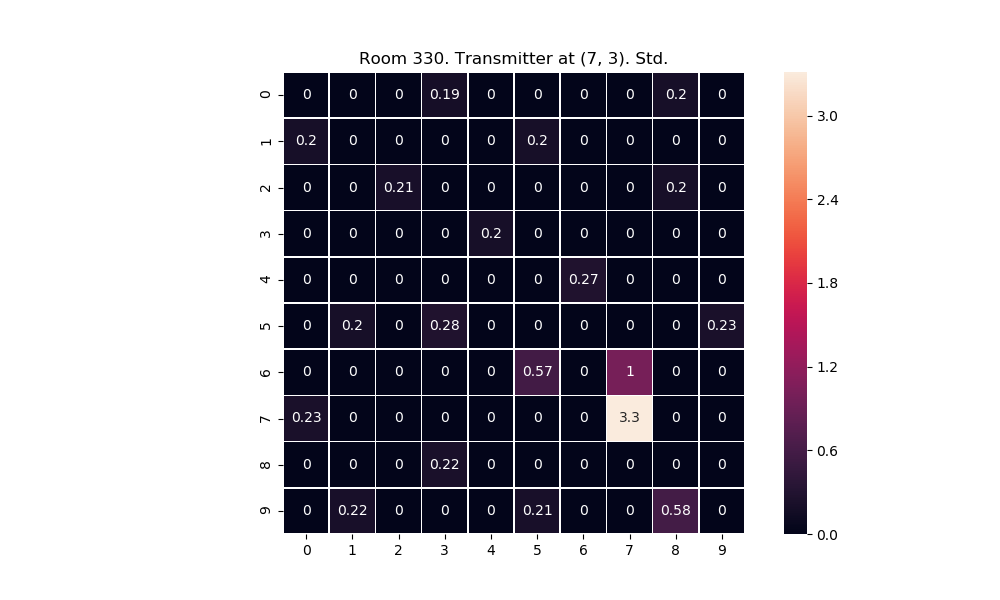 Room 330. Transmitter at (7, 3). Std.
0 0 0 0 0.19 0 0 0 0 0.2 0
1 0.2 0 0 0 0 0.2 0 0 0 0
2 0 0 0.21 0 0 0 0 0 0.2 0
3 0 0 0 0 0.2 0 0 0 0 0
4 0 0 0 0 0 0 0.27 0 0 0
5 0 0.2 0 0.28 0 0 0 0 0 0.23
6 0 0 0 0 0 0.57 0 1 0 0
7 0.23 0 0 0 0 0 0 3.3 0 0
8 0 0 0 0.22 0 0 0 0 0 0
9 0 0.22 0 0 0 0.21 0 0 0.58 0
0 1 2 3 4 5 6 7 8 9
3.0
2.4
1.8
1.2
0.6
0.0